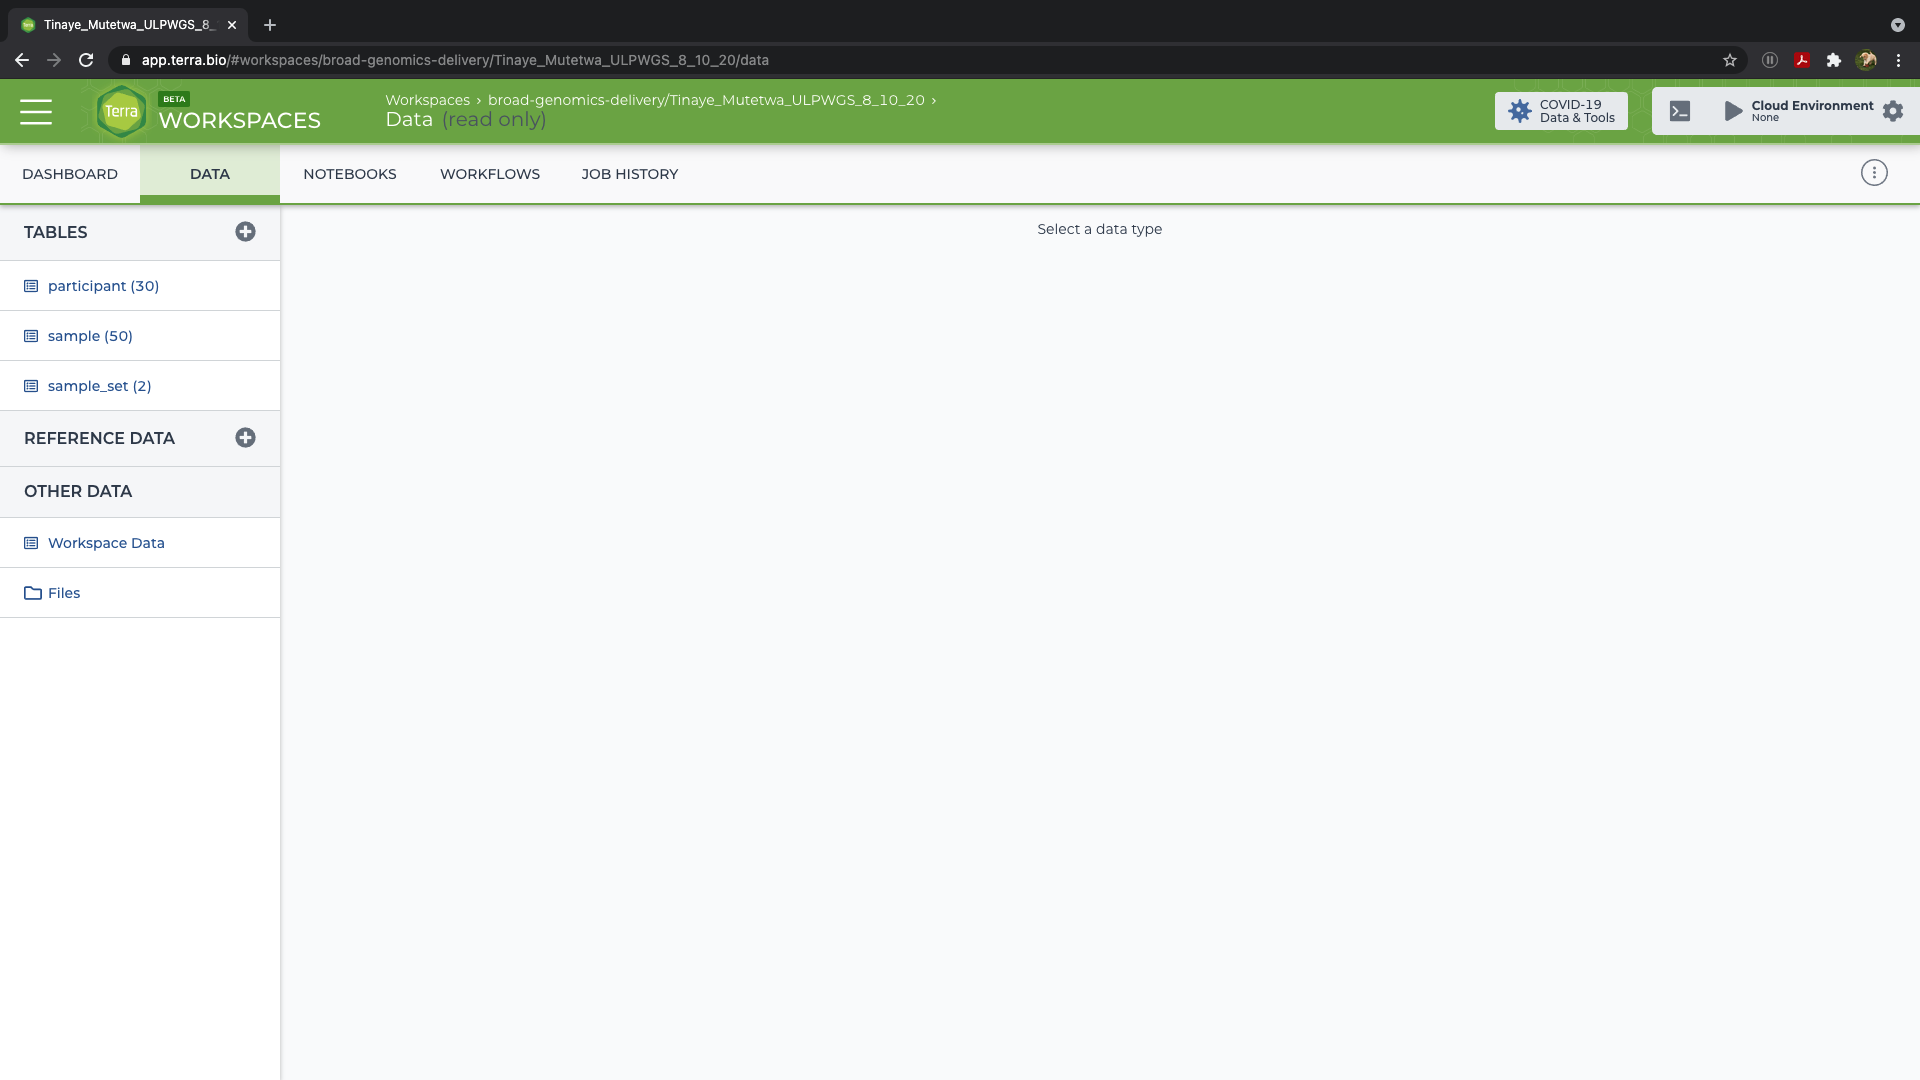 Tinaye_Mutetwa_ULPWGS_8_
app.terra.bio/#workspaces/broad-genomics-delivery/Tinaye_Mutetwa_ULPWGS_8_10_20/data
Terra
BETA
WORKSPACES
Workspaces › broad-genomics-delivery/Tinaye_Mutetwa_ULPWGS_8_10_20 ›
Data (read only)
COVID-19
Data & Tools
Cloud Environment
None
DASHBOARD
DATA
NOTEBOOKS
WORKFLOWS
JOB HISTORY
TABLES
participant (30)
sample (50)
sample_set (2)
REFERENCE DATA
OTHER DATA
Workspace Data
Files
Select a data type